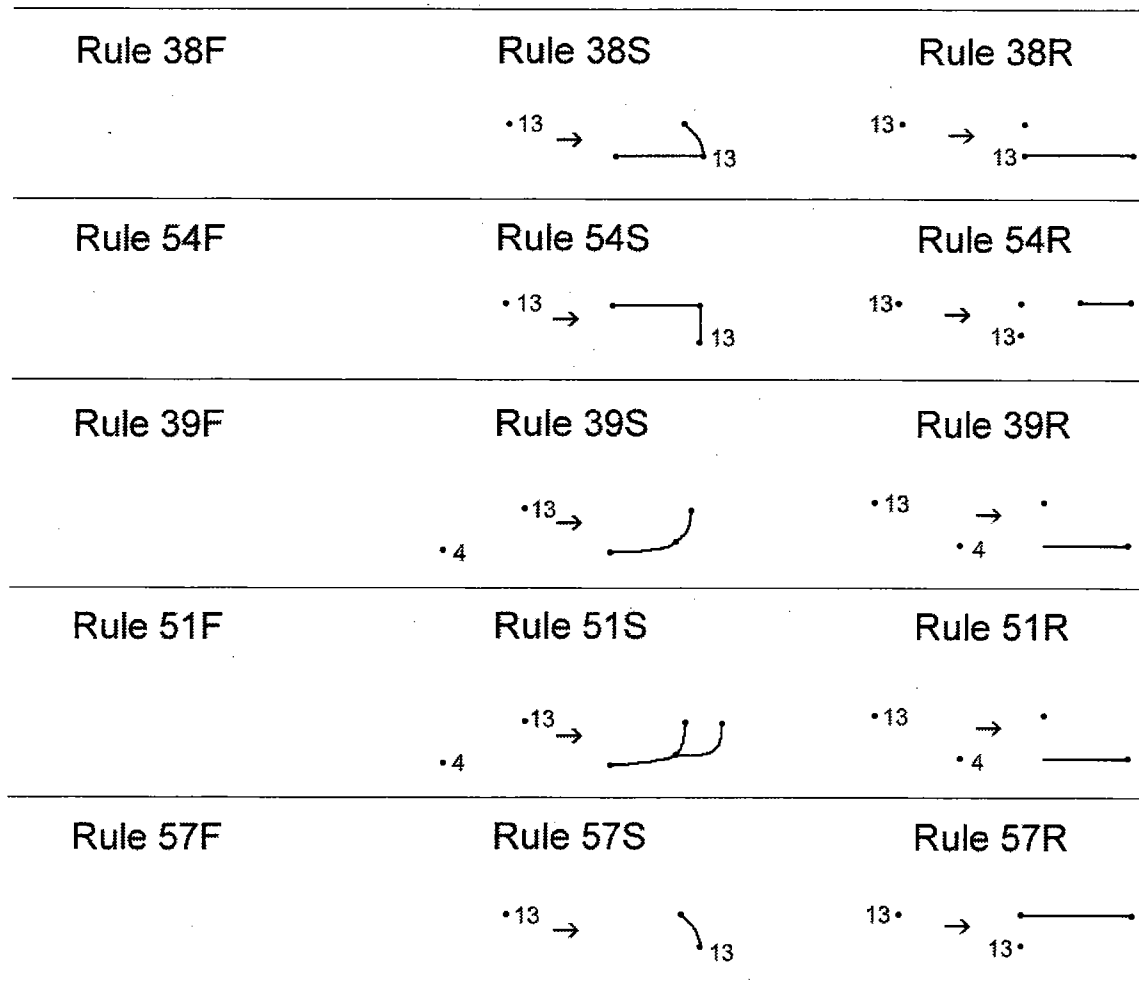 Rule 38F Rule 38S Rule 38R
13 → 13 13 → 13
Rule 54F Rule 54S Rule 54R
13 → 13 13 → 13
Rule 39F Rule 39S Rule 39R
13 → 13 →
4 4
Rule 51F Rule 51S Rule 51R
13 → 13 →
4 4
Rule 57F Rule 57S Rule 57R
13 → 13 13 → 13